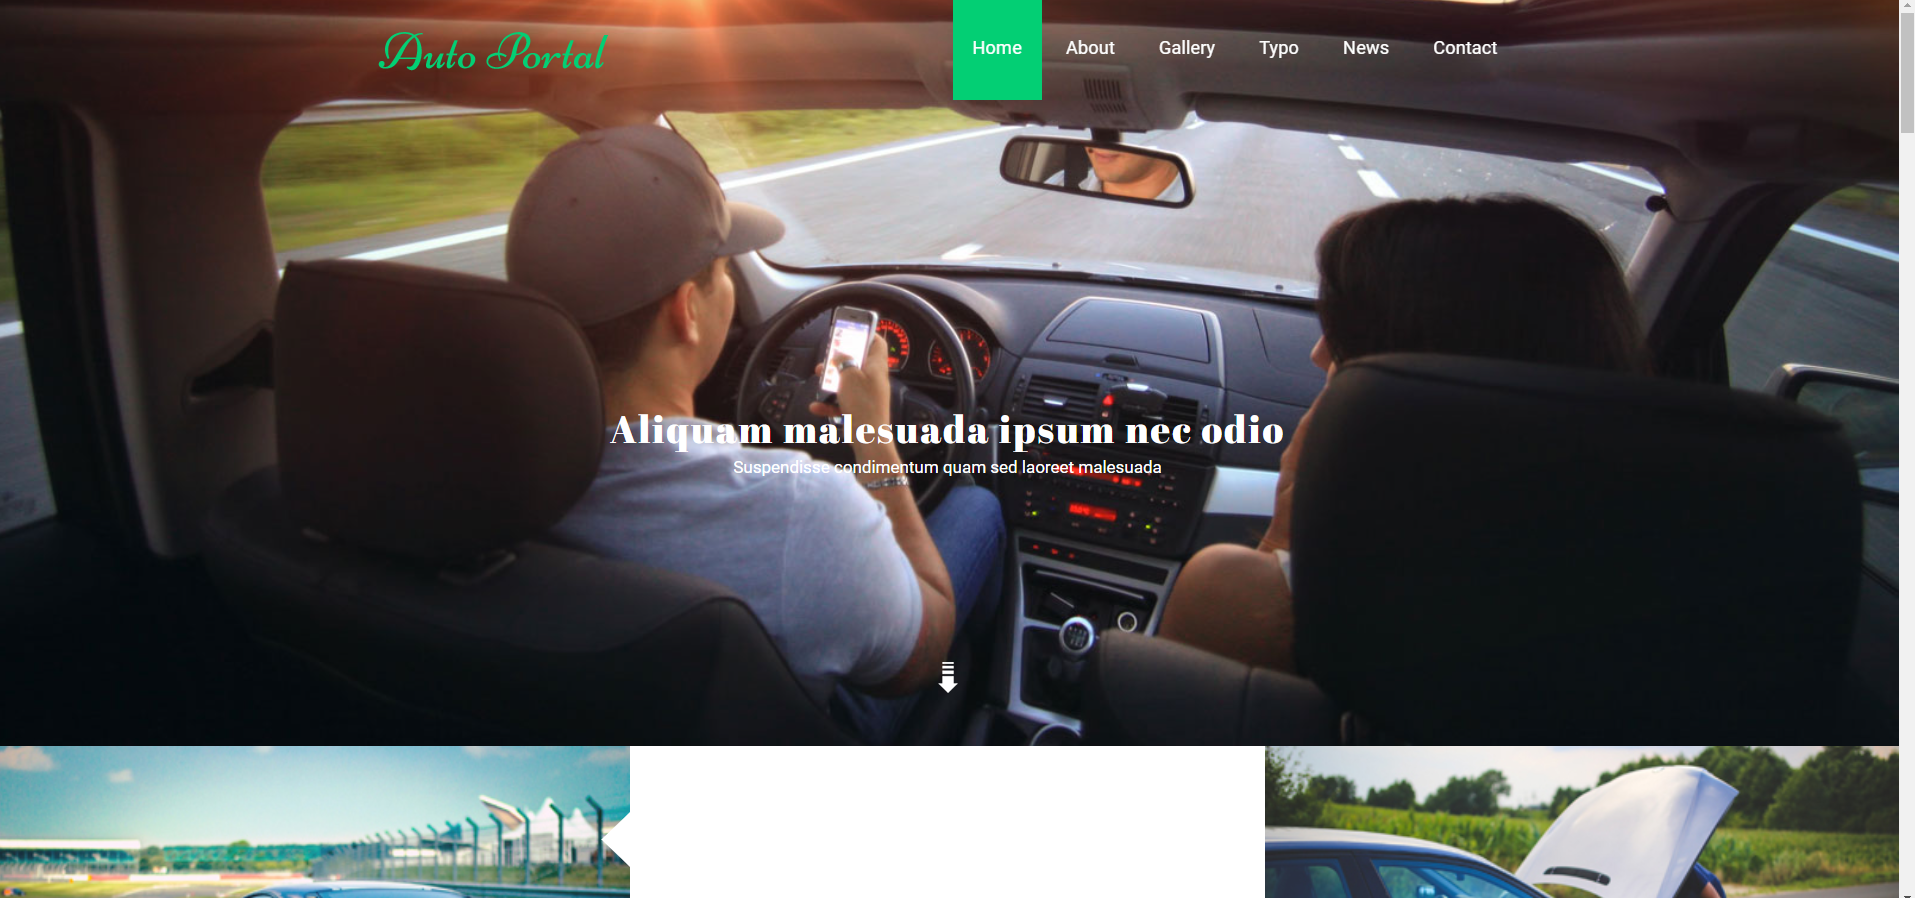 Auto Portal
Home About Gallery Typo News Contact
Aliquam malesuada ipsum nec odio
Suspendisse condimentum quam sed laoreet malesuada